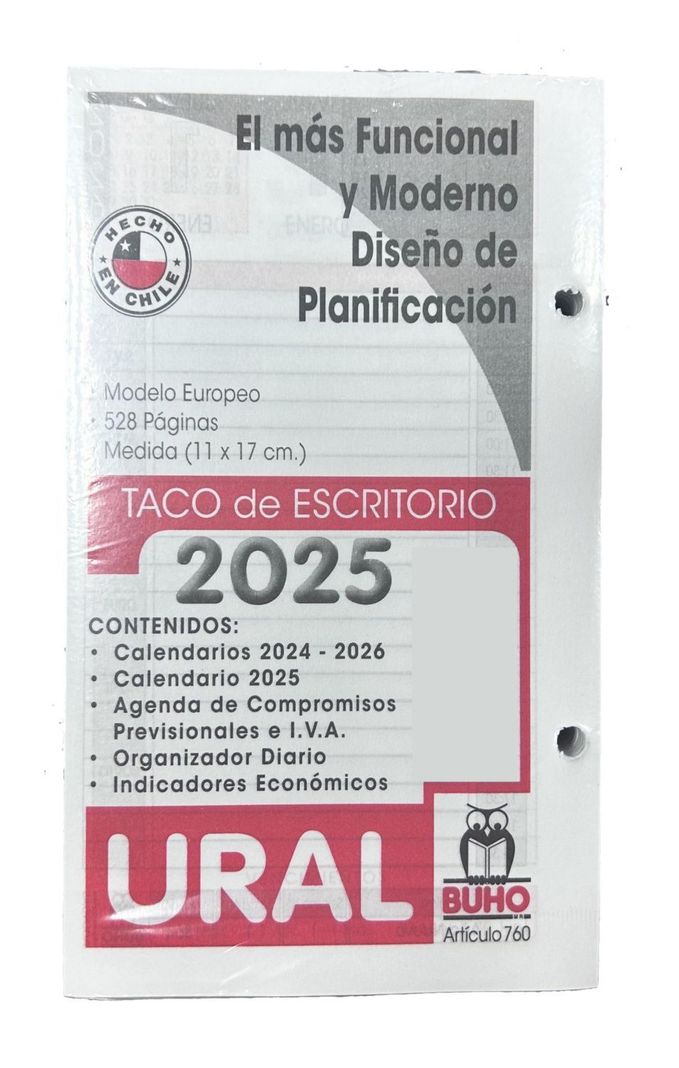 El más Funcional
y Moderno
Diseño de
Planificación
HECHO
EN CHILE
· Modelo Europeo
· 528 Páginas
· Medida (11 x 17 cm.)
TACO de ESCRITORIO
2025
CONTENIDOS:
• Calendarios 2024 - 2026
• Calendario 2025
• Agenda de Compromisos
Previsionales e I.V.A.
• Organizador Diario
• Indicadores Económicos
URAL
BUHO
Artículo 760